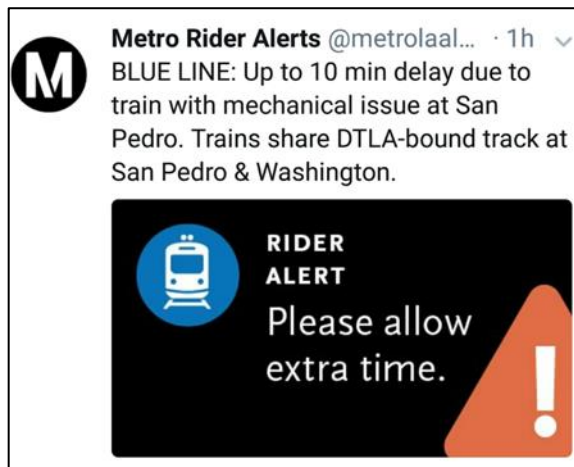 M
Metro Rider Alerts @metrolaal... · 1h
BLUE LINE: Up to 10 min delay due to
train with mechanical issue at San
Pedro. Trains share DTLA-bound track at
San Pedro & Washington.
RIDER
ALERT
Please allow
extra time.
!